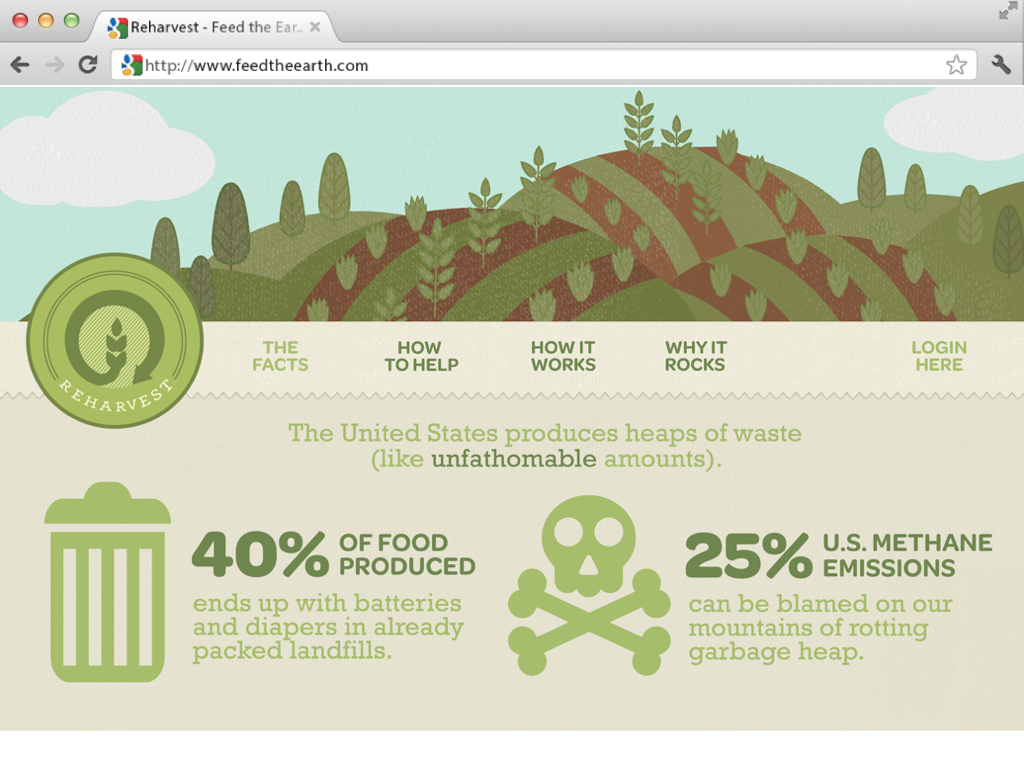 Reharvest - Feed the Ear..
http://www.feedtheearth.com
REHARVEST
THE
FACTS
HOW
TO HELP
HOW IT
WORKS
WHY IT
ROCKS
LOGIN
HERE
The United States produces heaps of waste
(like unfathomable amounts).
40% OF FOOD
PRODUCED
ends up with batteries
and diapers in already
packed landfills.
25% U.S. METHANE
EMISSIONS
can be blamed on our
mountains of rotting
garbage heap.